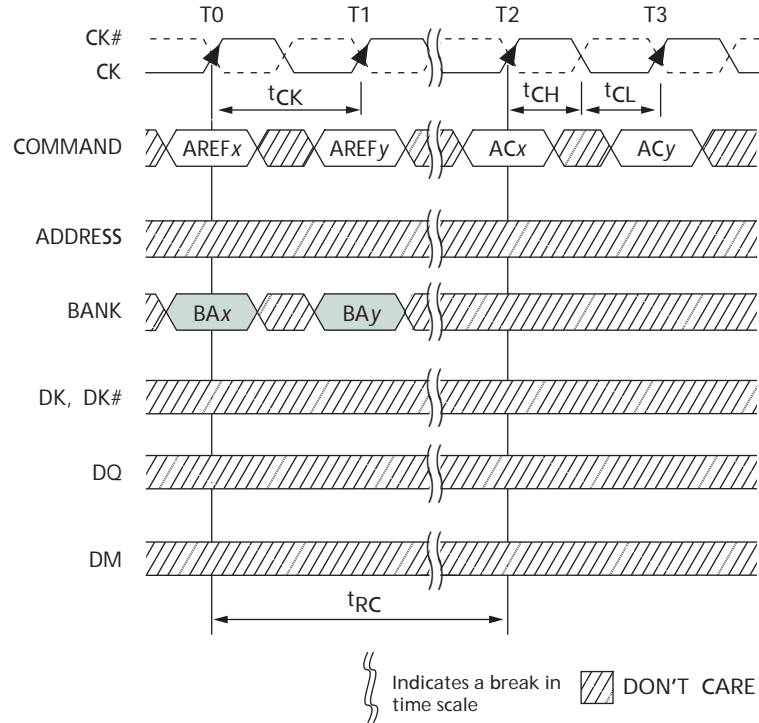 T0 T1 T2 T3
CK#
CK
tCK tCH tCL
COMMAND AREFx AREFy ACx ACy
ADDRESS
BANK BAx BAy
DK, DK#
DQ
DM
tRC
Indicates a break in
time scale
DON'T CARE